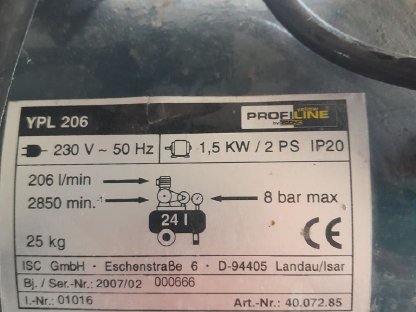 YPL 206
PROFILINE
230 V ~ 50 Hz
1,5 KW / 2 PS IP20
206 l/min
2850 min.-1
8 bar max
24 l
25 kg
CE
ISC GmbH · Eschenstraße 6 · D-94405 Landau/Isar
Bj. / Ser.-Nr.: 2007/02 000666
I.-Nr.: 01016 Art.-Nr.: 40.072.85